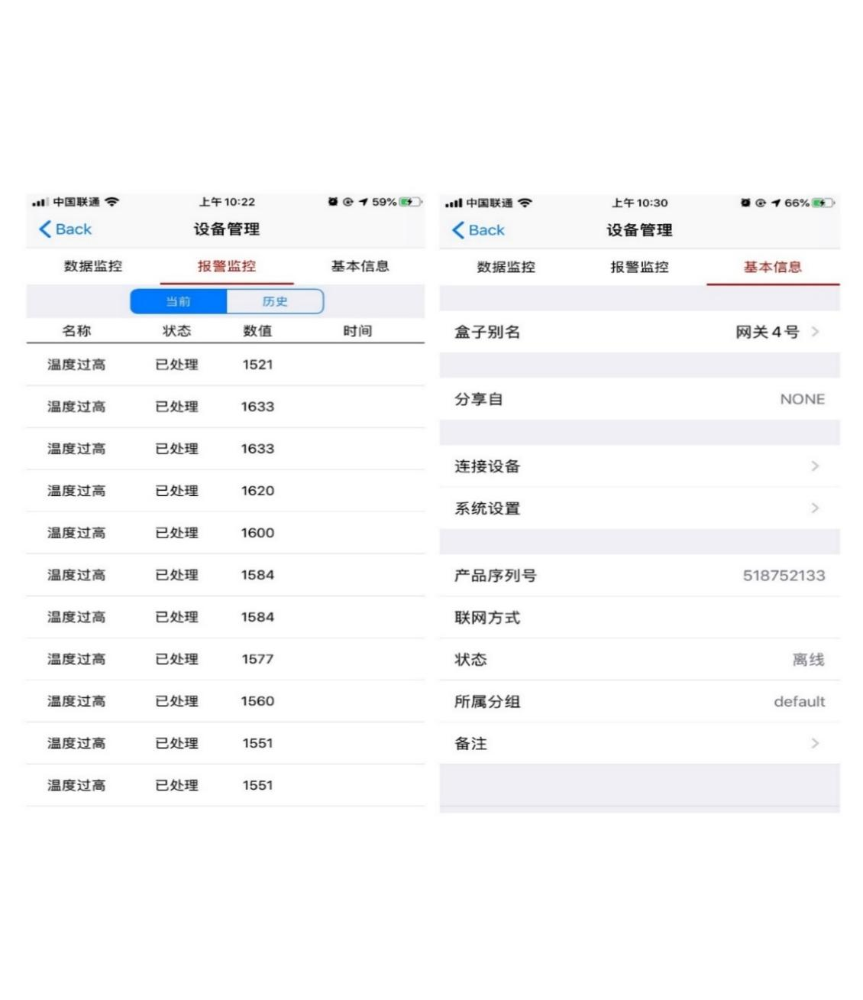 中国联通 上午10:22 59%
Back 设备管理
数据监控 报警监控 基本信息
当前 历史
名称 状态 数值 时间
温度过高 已处理 1521
温度过高 已处理 1633
温度过高 已处理 1633
温度过高 已处理 1620
温度过高 已处理 1600
温度过高 已处理 1584
温度过高 已处理 1584
温度过高 已处理 1577
温度过高 已处理 1560
温度过高 已处理 1551
温度过高 已处理 1551
中国联通 上午10:30 66%
Back 设备管理
数据监控 报警监控 基本信息
盒子别名 网关4号
分享自 NONE
连接设备
系统设置
产品序列号 518752133
联网方式
状态 离线
所属分组 default
备注